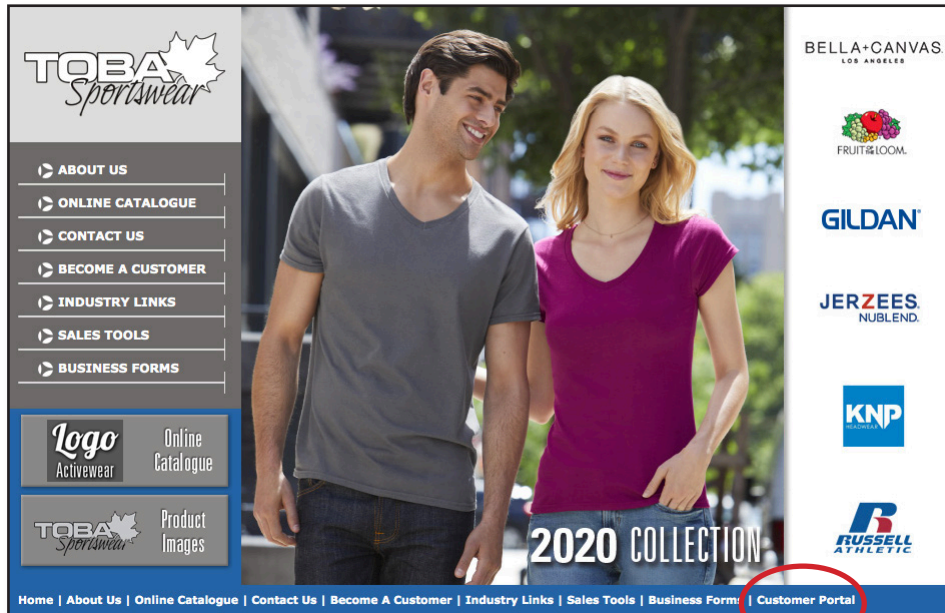 TOBA
Sportswear
ABOUT US
ONLINE CATALOGUE
CONTACT US
BECOME A CUSTOMER
INDUSTRY LINKS
SALES TOOLS
BUSINESS FORMS
Logo
Activewear
Online
Catalogue
TOBA
Sportswear
Product
Images
2020 COLLECTION
BELLA+CANVAS.
LOS ANGELES
FRUIT OF THE LOOM.
GILDAN®
JERZEES.
NUBLEND.
KNP
HEADWEAR
R
RUSSELL
ATHLETIC
Home | About Us | Online Catalogue | Contact Us | Become A Customer | Industry Links | Sales Tools | Business Forms | Customer Portal